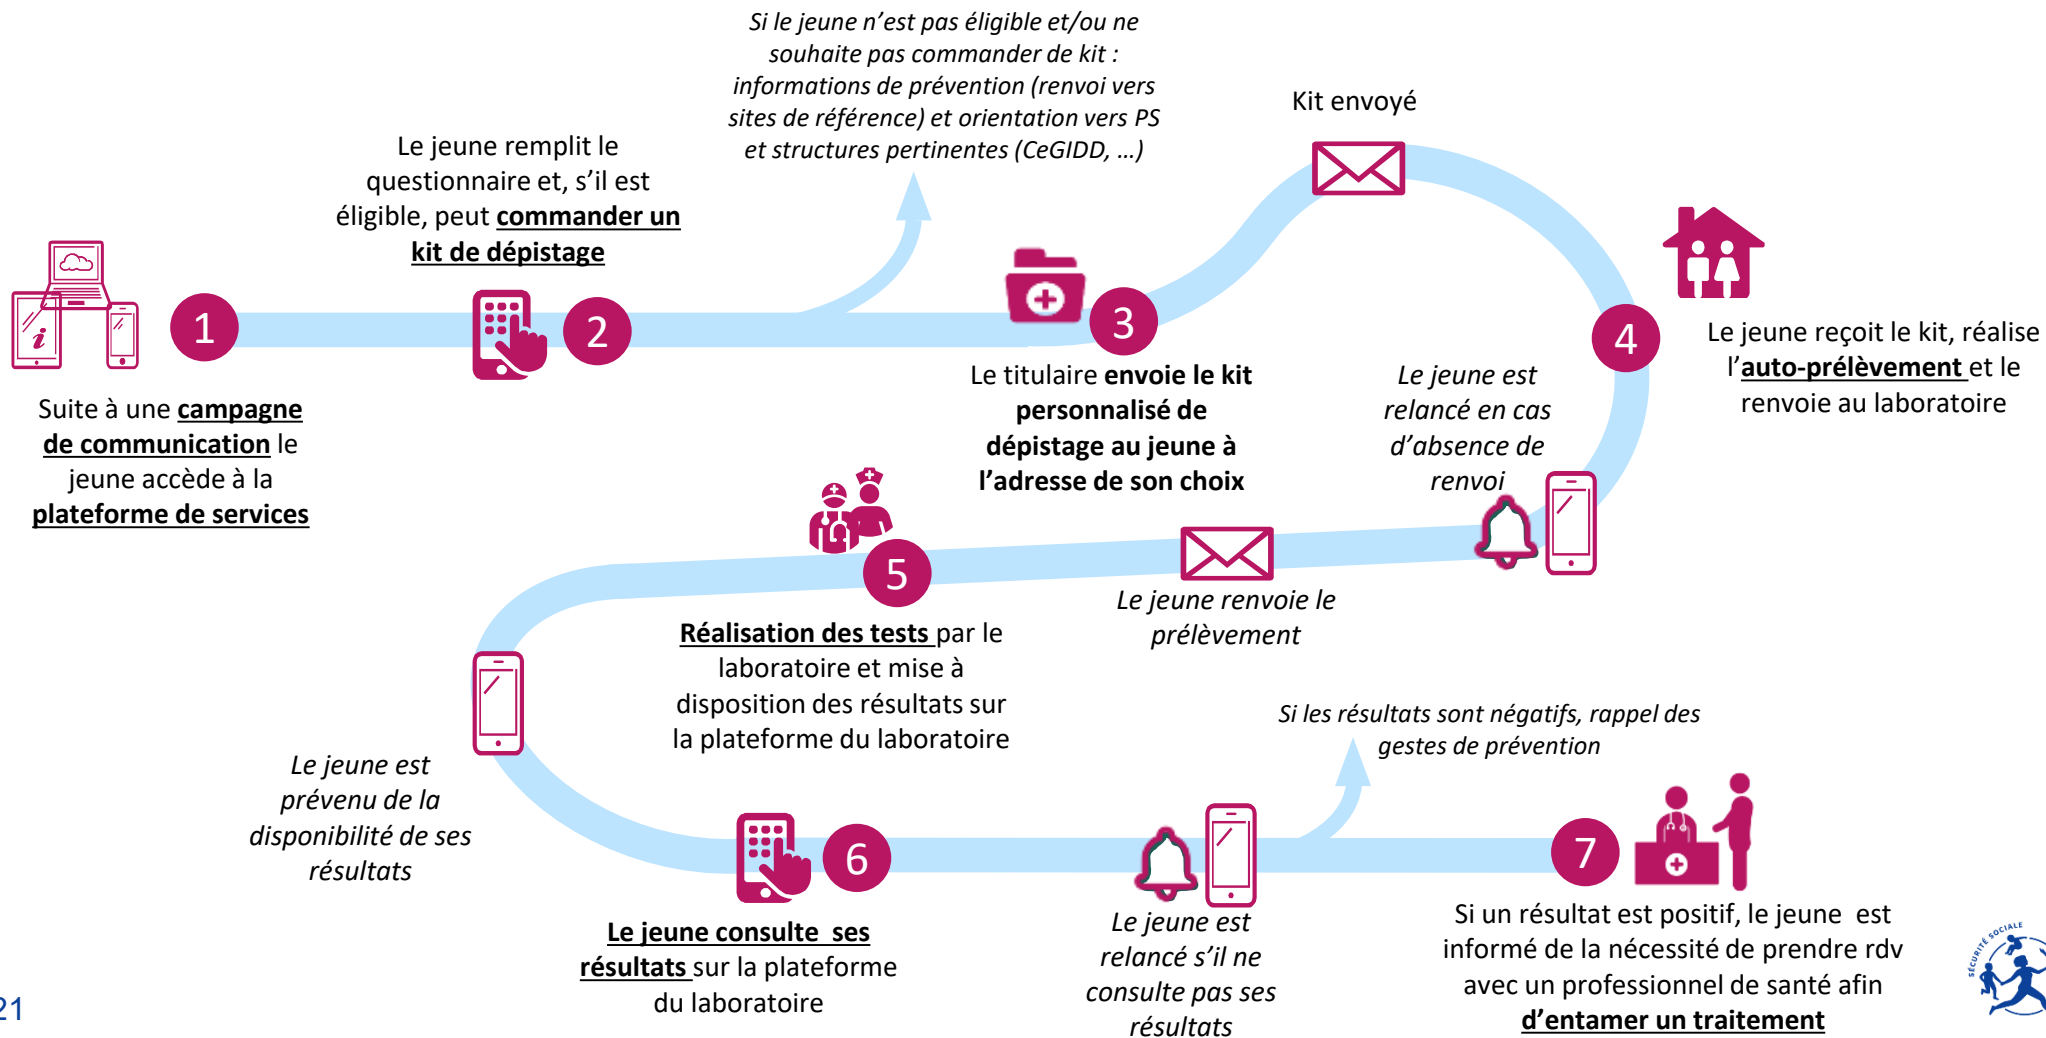 Si le jeune n’est pas éligible et/ou ne
souhaite pas commander de kit :
informations de prévention (renvoi vers
sites de référence) et orientation vers PS
et structures pertinentes (CeGIDD, …)
Kit envoyé
Le jeune remplit le
questionnaire et, s’il est
éligible, peut commander un
kit de dépistage
1
2
3
4
i
Suite à une campagne
de communication le
jeune accède à la
plateforme de services
Le titulaire envoie le kit
personnalisé de
dépistage au jeune à
l’adresse de son choix
Le jeune est
relancé en cas
d’absence de
renvoi
Le jeune reçoit le kit, réalise
l’auto-prélèvement et le
renvoie au laboratoire
5
Réalisation des tests par le
laboratoire et mise à
disposition des résultats sur
la plateforme du laboratoire
Le jeune renvoie le
prélèvement
Le jeune est
prévenu de la
disponibilité de ses
résultats
Si les résultats sont négatifs, rappel des
gestes de prévention
6
7
Le jeune consulte  ses
résultats sur la plateforme
du laboratoire
Le jeune est
relancé s’il ne
consulte pas ses
résultats
Si un résultat est positif, le jeune  est
informé de la nécessité de prendre rdv
avec un professionnel de santé afin
d’entamer un traitement
SÉCURITÉ SOCIALE
21